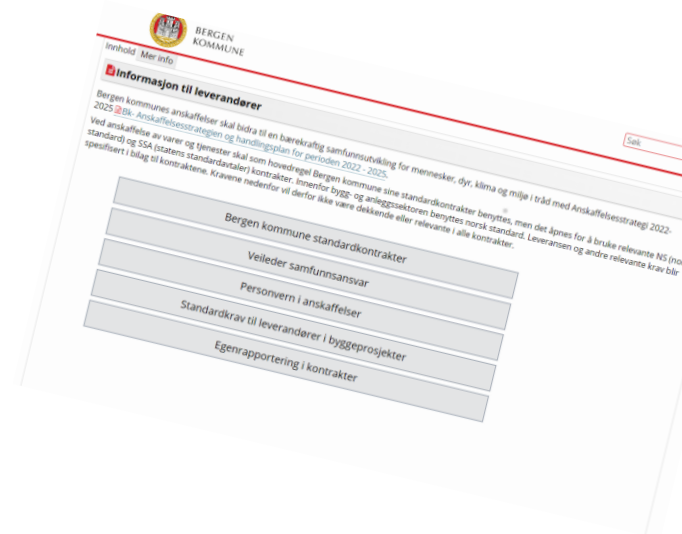 BERGEN
KOMMUNE
Innhold Mer info
Søk
Informasjon til leverandører
Bergen kommunes anskaffelser skal bidra til en bærekraftig samfunnsutvikling for mennesker, dyr, klima og miljø i tråd med Anskaffelsesstrategi 2022-
2025 Bk- Anskaffelsesstrategien og handlingsplan for perioden 2022 - 2025.
Ved anskaffelse av varer og tjenester skal som hovedregel Bergen kommune sine standardkontrakter benyttes, men det åpnes for å bruke relevante NS
standard) og SSA (statens standardavtaler) kontrakter. Innenfor bygg- og anleggssektoren benyttes norsk standard. Leveransen og andre relevante krav blir
spesifisert i bilag til kontraktene. Kravene nedenfor vil derfor ikke være dekkende eller relevante i alle kontrakter.
Bergen kommune standardkontrakter
Veileder samfunnsansvar
Personvern i anskaffelser
Standardkrav til leverandører i byggeprosjekter
Egenrapportering i kontrakter